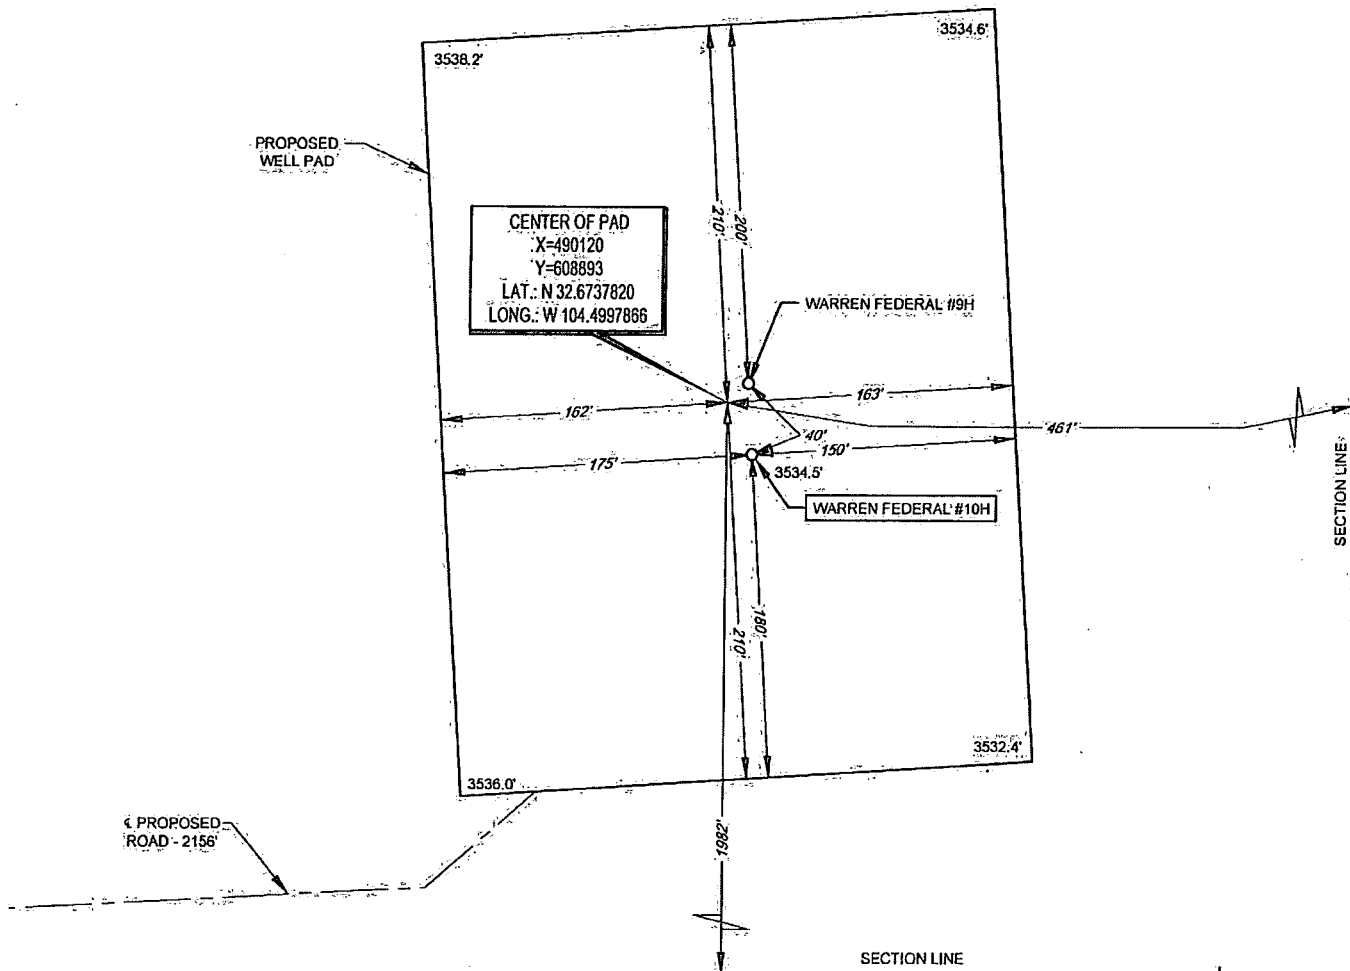 3534.6'
3538.2'
PROPOSED
WELL PAD
CENTER OF PAD
X=490120
Y=608893
LAT.: N 32.6737820
LONG.: W 104.4997866
210'
200'
WARREN FEDERAL #9H
162'
163'
461'
40'
175'
150'
3534.5'
WARREN FEDERAL #10H
SECTION LINE
180'
210'
3532.4'
3536.0'
℄ PROPOSED
ROAD - 2156'
1982'
SECTION LINE